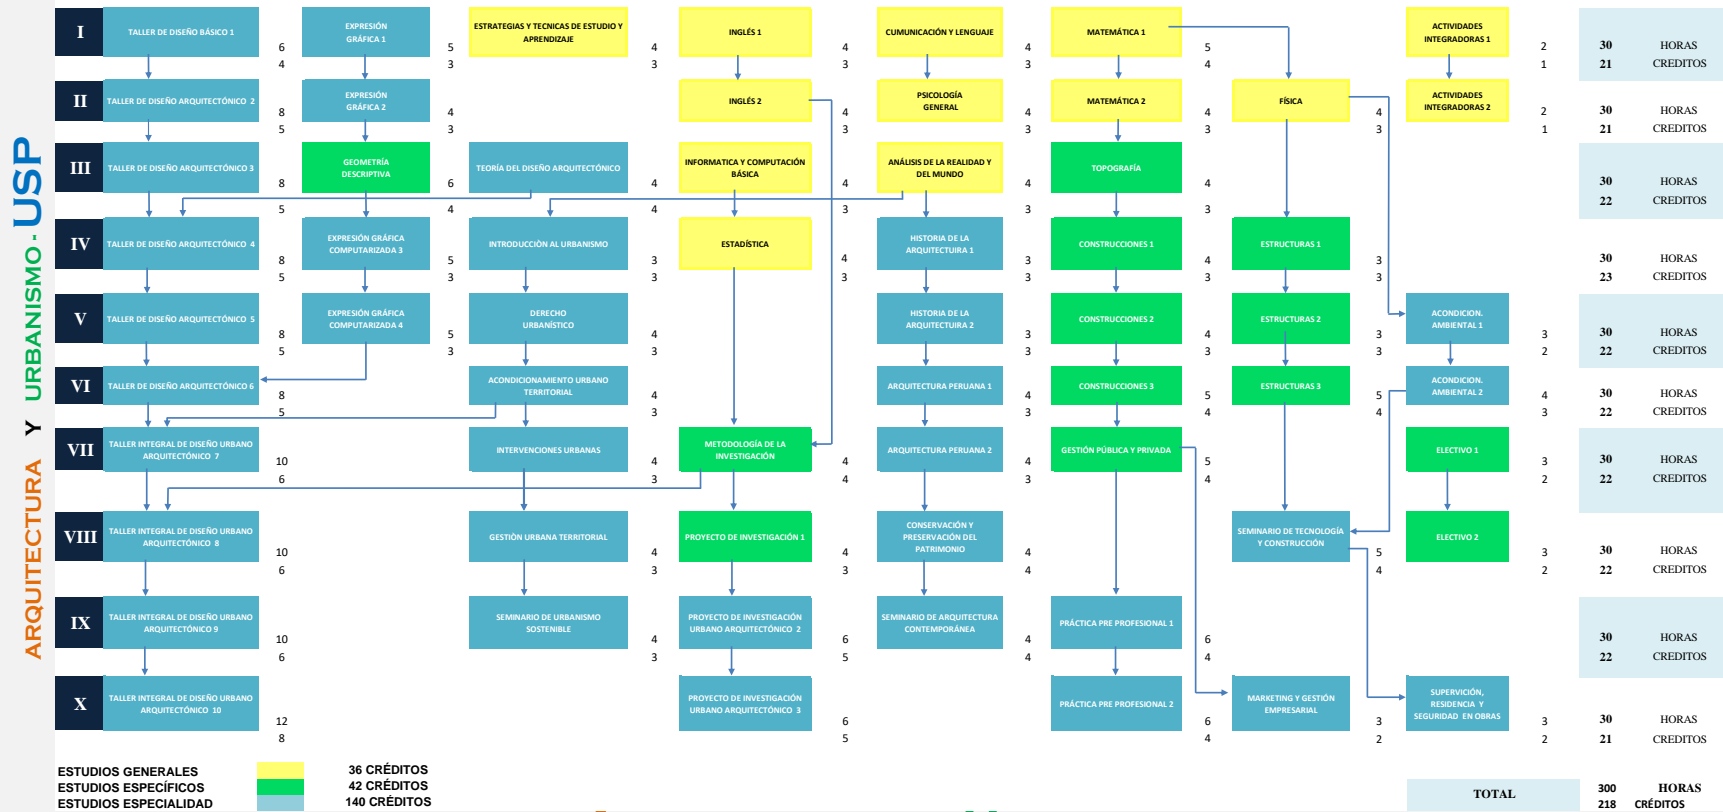 ARQUITECTURA Y URBANISMO- USP
I
TALLER DE DISEÑO BÁSICO 1
6
4
EXPRESIÓN
GRÁFICA 1
5
3
ESTRATEGIAS Y TECNICAS DE ESTUDIO Y
APRENDIZAJE
4
3
INGLÉS 1
4
3
CUMUNICACIÓN Y LENGUAJE
4
3
MATEMÁTICA 1
5
4
ACTIVIDADES
INTEGRADORAS 1
2
1
30 HORAS
21 CREDITOS
II
TALLER DE DISEÑO ARQUITECTÓNICO 2
8
5
EXPRESIÓN
GRÁFICA 2
4
3
INGLÉS 2
4
3
PSICOLOGÍA
GENERAL
4
3
MATEMÁTICA 2
4
3
FÍSICA
4
3
ACTIVIDADES
INTEGRADORAS 2
2
1
30 HORAS
21 CREDITOS
III
TALLER DE DISEÑO ARQUITECTÓNICO 3
8
5
GEOMETRÍA
DESCRIPTIVA
6
4
TEORÍA DEL DISEÑO ARQUITECTÓNICO
4
4
INFORMATICA Y COMPUTACIÓN
BÁSICA
4
3
ANÁLISIS DE LA REALIDAD Y
DEL MUNDO
4
3
TOPOGRAFÍA
4
3
30 HORAS
22 CREDITOS
IV
TALLER DE DISEÑO ARQUITECTÓNICO 4
8
5
EXPRESIÓN GRÁFICA
COMPUTARIZADA 3
5
3
INTRODUCCIÒN AL URBANISMO
3
3
ESTADÍSTICA
4
3
HISTORIA DE LA
ARQUITECTUIRA 1
3
3
CONSTRUCCIONES 1
4
3
ESTRUCTURAS 1
3
3
30 HORAS
23 CREDITOS
V
TALLER DE DISEÑO ARQUITECTÓNICO 5
8
5
EXPRESIÓN GRÁFICA
COMPUTARIZADA 4
5
3
DERECHO
URBANÍSTICO
4
3
HISTORIA DE LA
ARQUITECTUIRA 2
3
3
CONSTRUCCIONES 2
4
3
ESTRUCTURAS 2
3
3
ACONDICION.
AMBIENTAL 1
3
2
30 HORAS
22 CREDITOS
VI
TALLER DE DISEÑO ARQUITECTÓNICO 6
8
5
ACONDICIONAMIENTO URBANO
TERRITORIAL
4
3
ARQUITECTURA PERUANA 1
4
3
CONSTRUCCIONES 3
5
4
ESTRUCTURAS 3
5
4
ACONDICION.
AMBIENTAL 2
4
3
30 HORAS
22 CREDITOS
VII
TALLER INTEGRAL DE DISEÑO URBANO
ARQUITECTÓNICO 7
10
6
INTERVENCIONES URBANAS
4
3
METODOLOGÍA DE LA
INVESTIGACIÓN
4
4
ARQUITECTURA PERUANA 2
4
3
GESTIÓN PÚBLICA Y PRIVADA
5
4
ELECTIVO 1
3
2
30 HORAS
22 CREDITOS
VIII
TALLER INTEGRAL DE DISEÑO URBANO
ARQUITECTÓNICO 8
10
6
GESTIÒN URBANA TERRITORIAL
4
3
PROYECTO DE INVESTIGACIÓN 1
4
3
CONSERVACIÓN Y
PRESERVACIÓN DEL
PATRIMONIO
4
4
SEMINARIO DE TECNOLOGÍA
Y CONSTRUCCIÓN
5
4
ELECTIVO 2
3
2
30 HORAS
22 CREDITOS
IX
TALLER INTEGRAL DE DISEÑO URBANO
ARQUITECTÓNICO 9
10
6
SEMINARIO DE URBANISMO
SOSTENIBLE
4
3
PROYECTO DE INVESTIGACIÓN
URBANO ARQUITECTÓNICO 2
6
5
SEMINARIO DE ARQUITECTURA
CONTEMPORÁNEA
4
4
PRÁCTICA PRE PROFESIONAL 1
6
4
30 HORAS
22 CREDITOS
X
TALLER INTEGRAL DE DISEÑO URBANO
ARQUITECTÓNICO 10
12
8
PROYECTO DE INVESTIGACIÓN
URBANO ARQUITECTÓNICO 3
6
5
PRÁCTICA PRE PROFESIONAL 2
6
4
MARKETING Y GESTIÓN
EMPRESARIAL
3
2
SUPERVICIÓN,
RESIDENCIA Y
SEGURIDAD EN OBRAS
3
2
30 HORAS
21 CREDITOS
ESTUDIOS GENERALES 36 CRÉDITOS
ESTUDIOS ESPECÍFICOS 42 CRÉDITOS
ESTUDIOS ESPECIALIDAD 140 CRÉDITOS
TOTAL
300 HORAS
218 CRÉDITOS